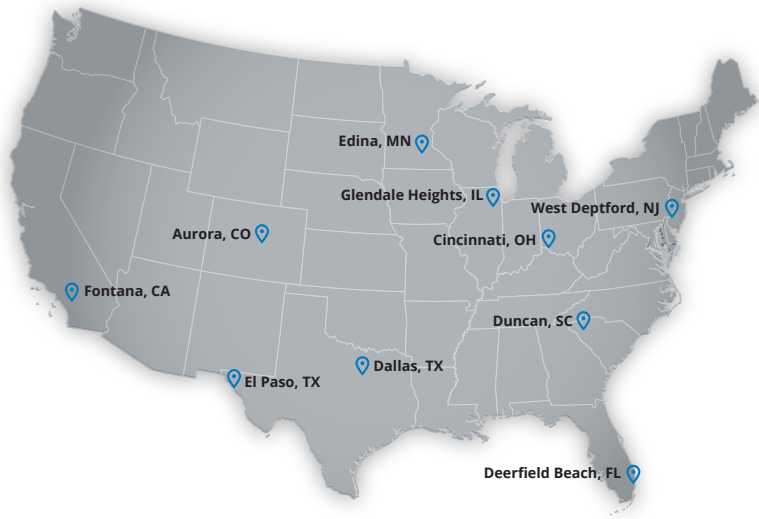 Edina, MN
Glendale Heights, IL
West Deptford, NJ
Aurora, CO
Cincinnati, OH
Fontana, CA
Duncan, SC
Dallas, TX
El Paso, TX
Deerfield Beach, FL